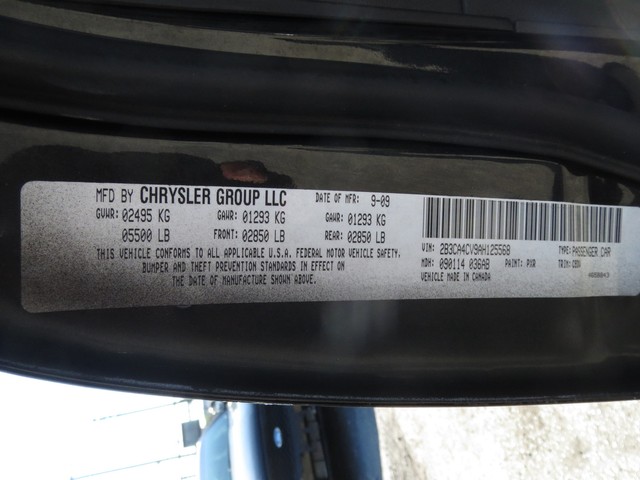 MFD BY CHRYSLER GROUP LLC DATE OF MFR: 9-09
GVWR: 02495 KG GAWR: 01293 KG GAWR: 01293 KG
05500 LB FRONT: 02850 LB REAR: 02850 LB
THIS VEHICLE CONFORMS TO ALL APPLICABLE U.S.A. FEDERAL MOTOR VEHICLE SAFETY,
BUMPER AND THEFT PREVENTION STANDARDS IN EFFECT ON
THE DATE OF MANUFACTURE SHOWN ABOVE.
VIN: 2B3CA4CV9AH125568 TYPE: PASSENGER CAR
MDH: 090114 036AB PAINT: PXR TRIM:
VEHICLE MADE IN CANADA